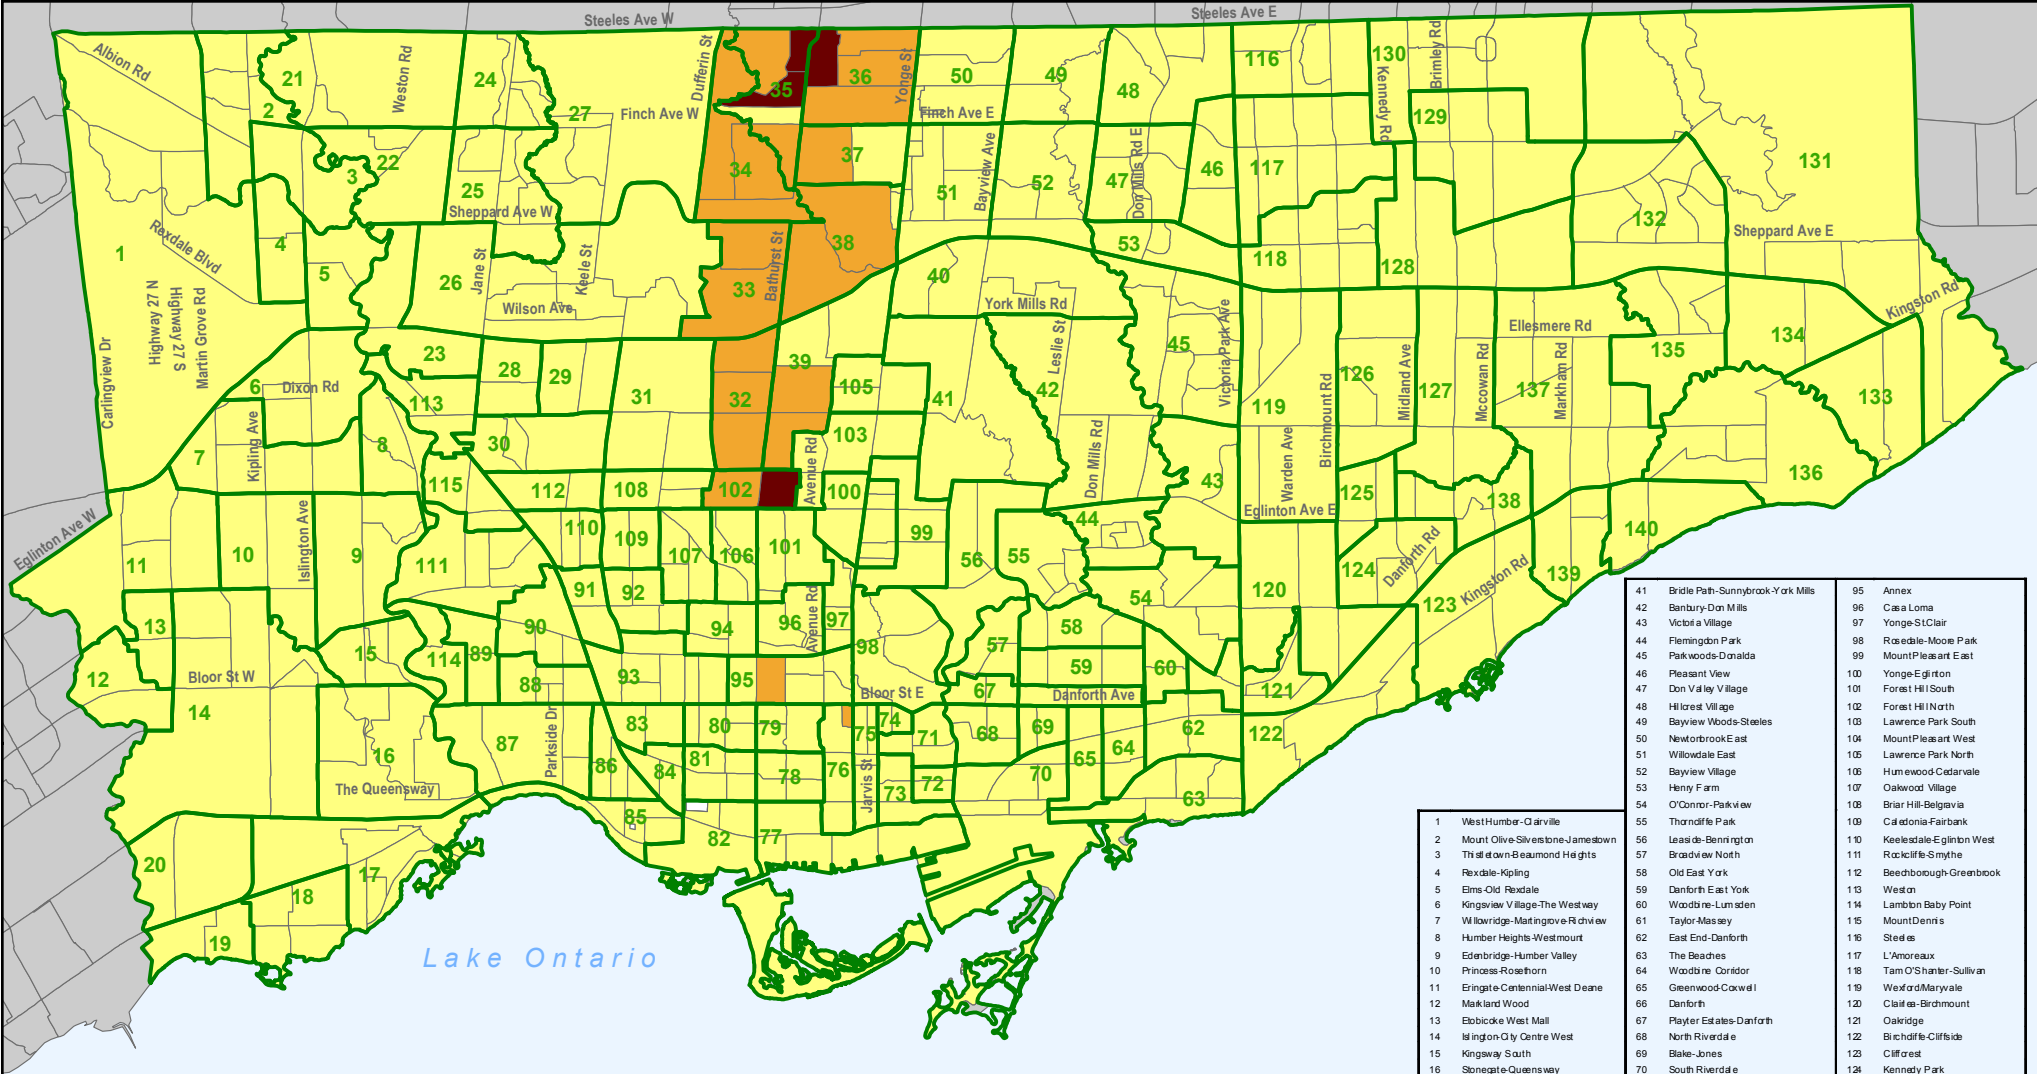 Steeles Ave W
Steeles Ave E
Albion Rd
Weston Rd
Dufferin St
Yonge St
Kennedy Rd
Brimley Rd
21
24
2
27
35
36
50
49
48
116
130
129
Finch Ave W
Finch Ave E
22
3
25
34
37
51
52
47
46
117
131
Bayview Ave
Don Mills Rd E
Sheppard Ave W
Sheppard Ave E
132
1
Rexdale Blvd
4
5
26
Jane St
Keele St
33
Bathurst St
38
40
53
118
128
Highway 27 N
Highway 27 S
Martin Grove Rd
Carlingview Dr
Wilson Ave
York Mills Rd
Leslie St
Victoria Park Ave
Ellesmere Rd
Kingston Rd
23
28
29
31
32
39
105
41
42
45
119
126
127
137
135
134
133
Birchmount Rd
Midland Ave
Mccowan Rd
Markham Rd
6
Dixon Rd
113
7
Kipling Ave
8
30
103
Avenue Rd
Don Mills Rd
43
Warden Ave
125
138
136
115
112
108
102
100
Eglinton Ave W
Eglinton Ave E
44
140
11
10
Islington Ave
9
111
110
109
107
106
101
99
56
55
120
124
Danforth Rd
123
Kingston Rd
139
91
92
54
13
90
94
96
Avenue Rd
97
98
57
58
15
114
89
12
Bloor St W
88
93
95
Bloor St E
67
59
60
Danforth Ave
121
14
16
87
Parkside Dr
83
80
79
75
74
71
68
69
62
122
86
84
81
78
76
Jarvis St
73
72
70
65
64
63
The Queensway
85
82
77
20
17
18
19
Lake Ontario
1 West Humber-Clairville
2 Mount Olive-Silverstone-Jamestown
3 Thistletown-Beaumond Heights
4 Rexdale-Kipling
5 Elms-Old Rexdale
6 Kingsview Village-The Westway
7 Willowridge-Martingrove-Richview
8 Humber Heights-Westmount
9 Edenbridge-Humber Valley
10 Princess-Rosethorn
11 Eringate-Centennial-West Deane
12 Markland Wood
13 Etobicoke West Mall
14 Islington-City Centre West
15 Kingsway South
16 Stonegate-Queensway
41 Bridle Path-Sunnybrook-York Mills
42 Banbury-Don Mills
43 Victoria Village
44 Flemingdon Park
45 Parkwoods-Donalda
46 Pleasant View
47 Don Valley Village
48 Hillcrest Village
49 Bayview Woods-Steeles
50 Newtonbrook East
51 Willowdale East
52 Bayview Village
53 Henry Farm
54 O'Connor-Parkview
55 Thorncliffe Park
56 Leaside-Bennington
57 Broadview North
58 Old East York
59 Danforth East York
60 Woodbine-Lumsden
61 Taylor-Massey
62 East End-Danforth
63 The Beaches
64 Woodbine Corridor
65 Greenwood-Coxwell
66 Danforth
67 Playter Estates-Danforth
68 North Riverdale
69 Blake-Jones
70 South Riverdale
95 Annex
96 Casa Loma
97 Yonge-St.Clair
98 Rosedale-Moore Park
99 Mount Pleasant East
100 Yonge-Eglinton
101 Forest Hill South
102 Forest Hill North
103 Lawrence Park South
104 Mount Pleasant West
105 Lawrence Park North
106 Humewood-Cedarvale
107 Oakwood Village
108 Briar Hill-Belgravia
109 Caledonia-Fairbank
110 Keelesdale-Eglinton West
111 Rockcliffe-Smythe
112 Beechborough-Greenbrook
113 Weston
114 Lambton Baby Point
115 Mount Dennis
116 Steeles
117 L'Amoreaux
118 Tam O'Shanter-Sullivan
119 Wexford/Maryvale
120 Clairlea-Birchmount
121 Oakridge
122 Birchcliffe-Cliffside
123 Cliffcrest
124 Kennedy Park